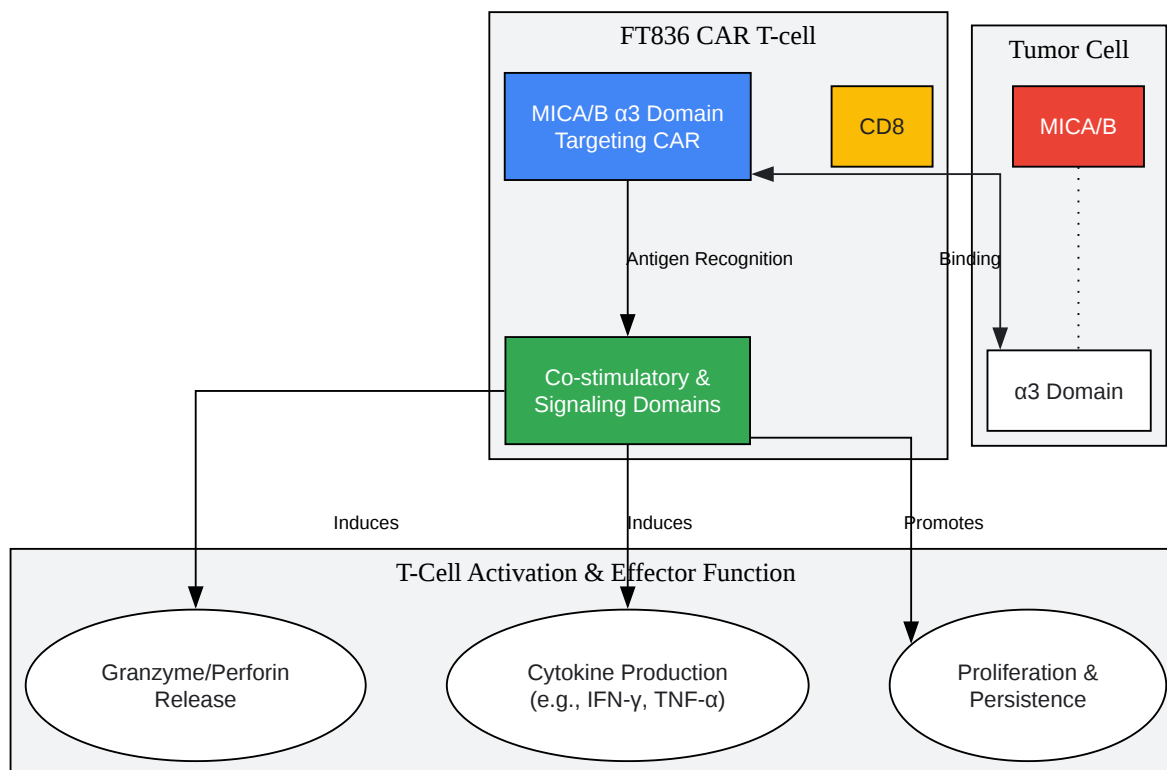 FT836 CAR T-cell
Tumor Cell
MICA/B α3 Domain
Targeting CAR
CD8
MICA/B
Antigen Recognition
Binding
Co-stimulatory &
Signaling Domains
α3 Domain
Induces
Induces
Promotes
T-Cell Activation & Effector Function
Granzyme/Perforin
Release
Cytokine Production
(e.g., IFN-γ, TNF-α)
Proliferation &
Persistence